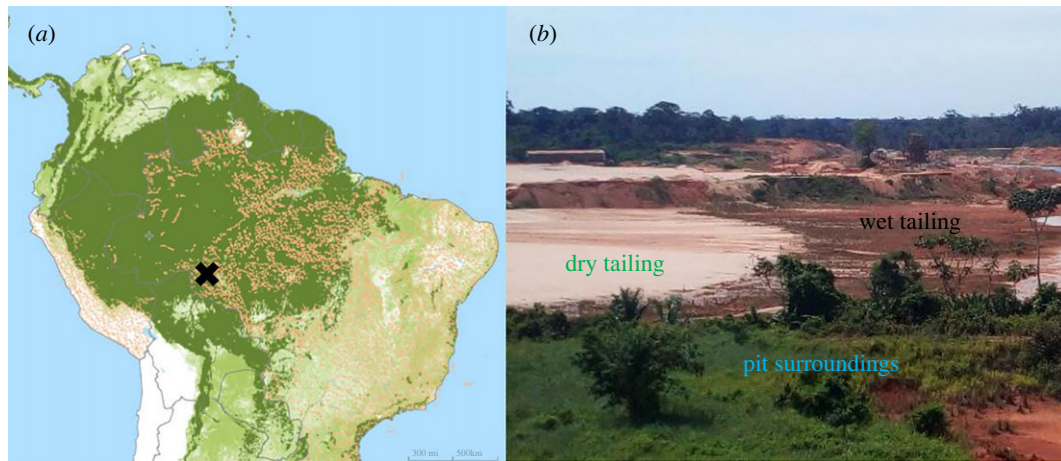 (a)
300 mi 500km
(b)
wet tailing
dry tailing
pit surroundings